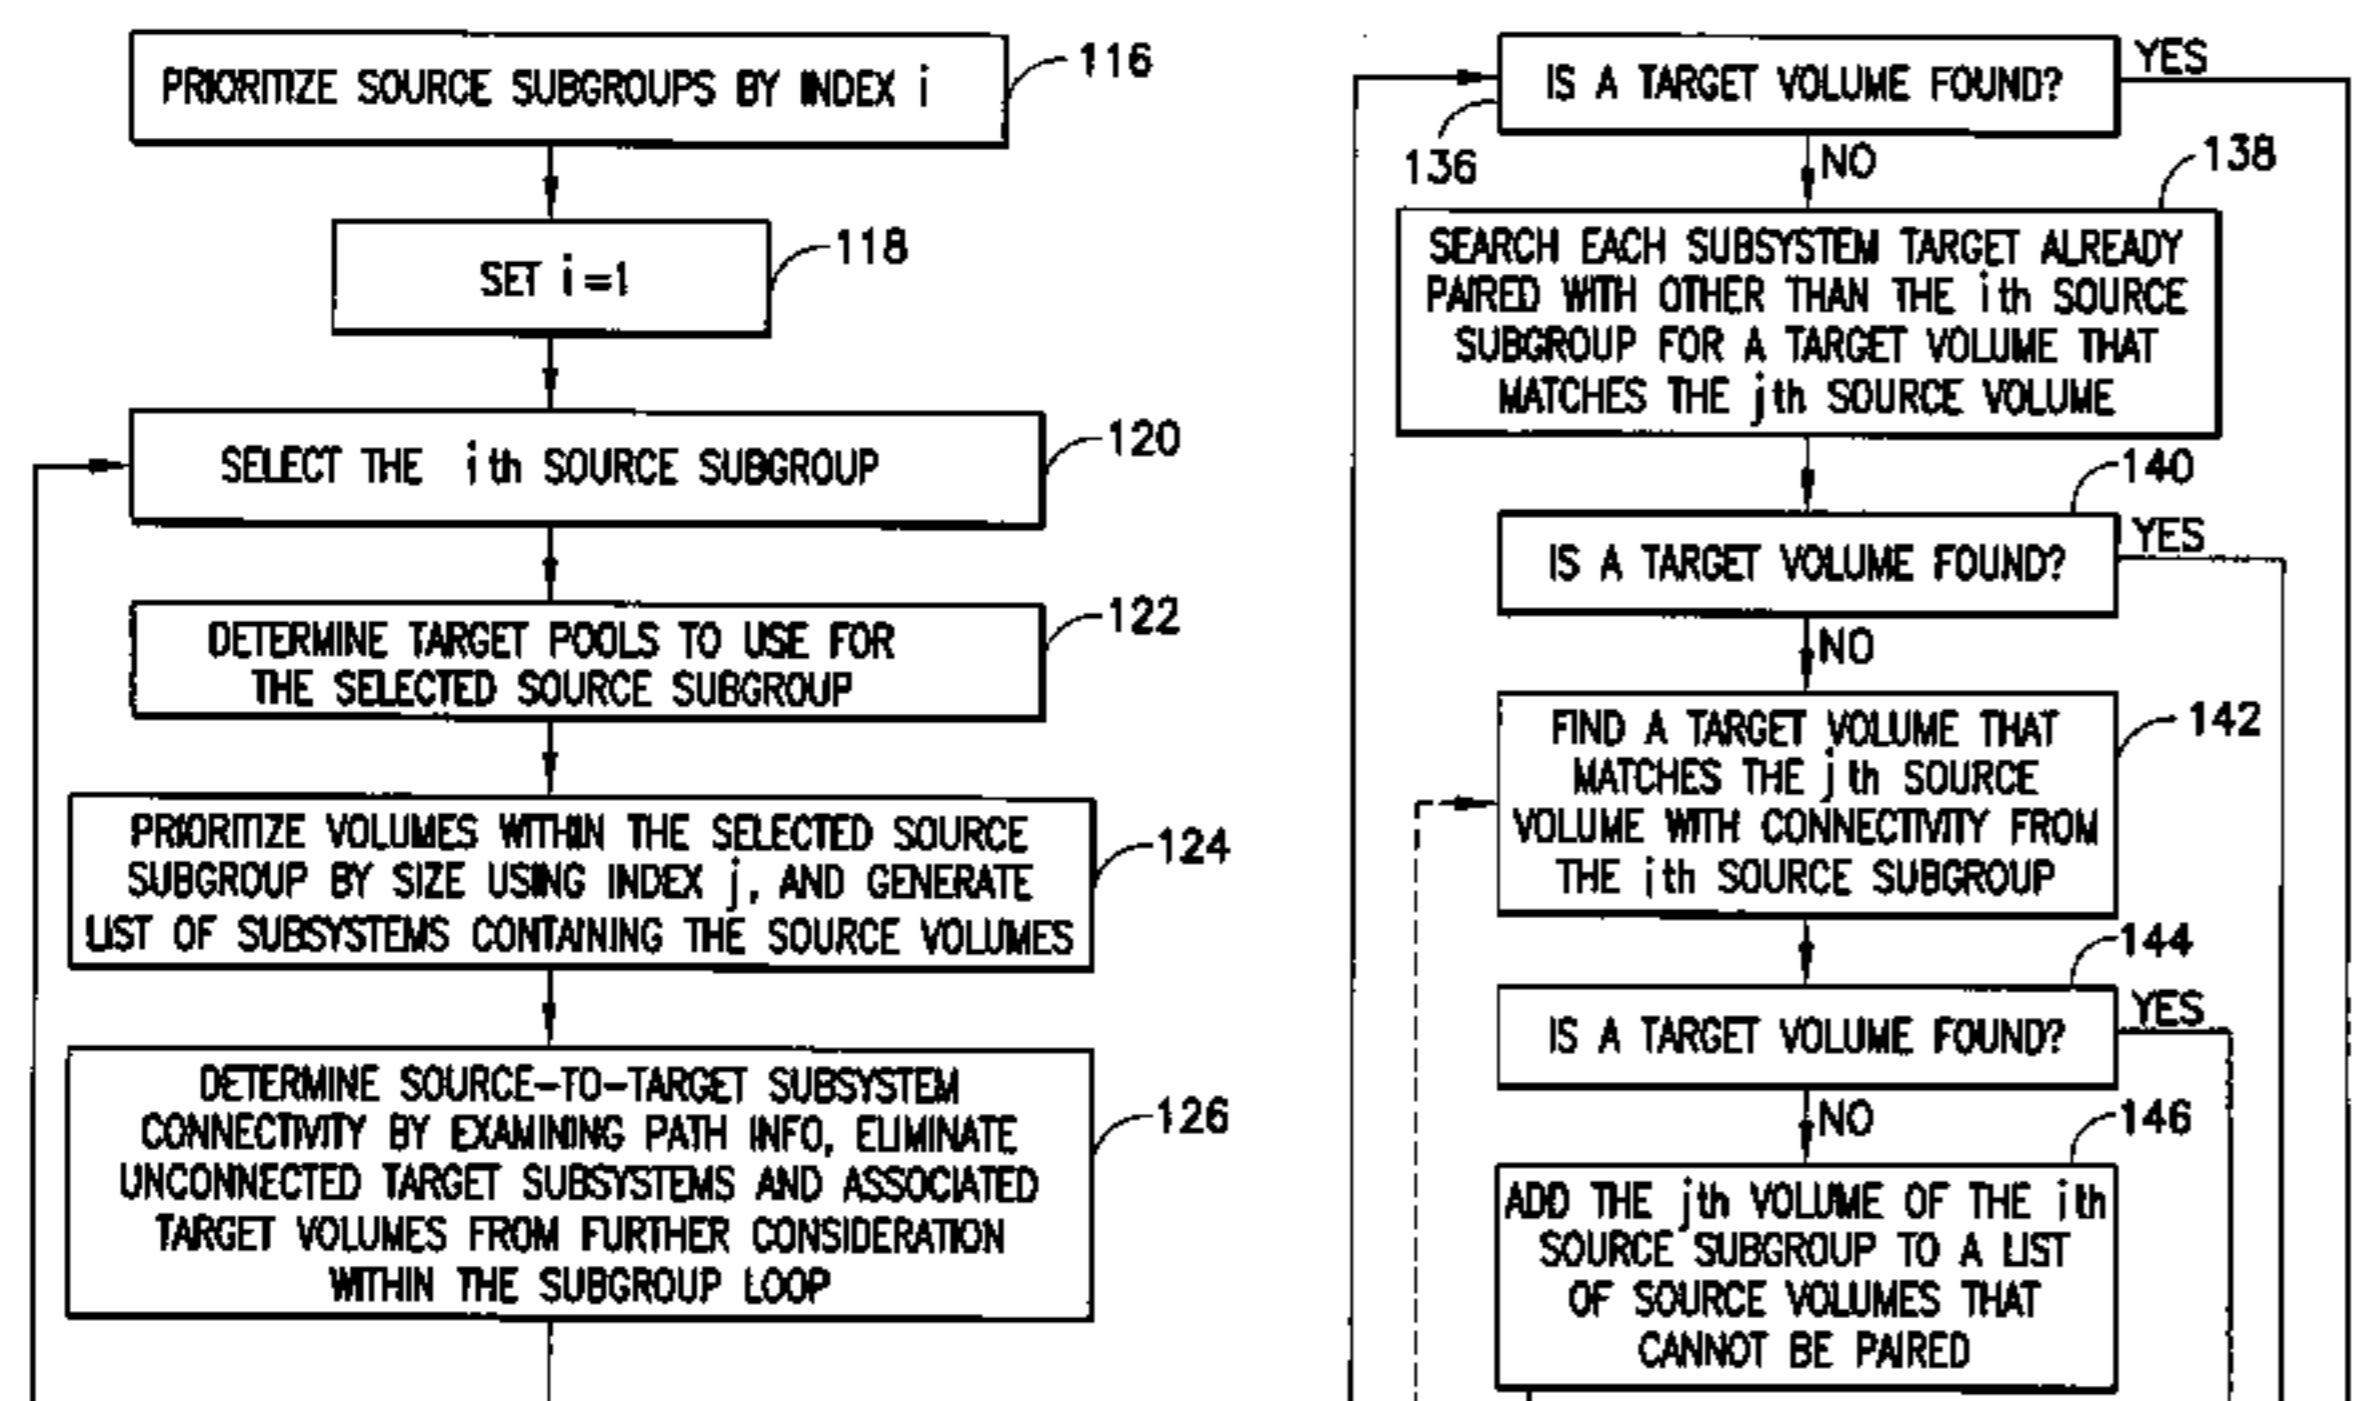 PRIORITIZE SOURCE SUBGROUPS BY INDEX i
116
SET i=1
118
SELECT THE ith SOURCE SUBGROUP
120
DETERMINE TARGET POOLS TO USE FOR
THE SELECTED SOURCE SUBGROUP
122
PRIORITIZE VOLUMES WITHIN THE SELECTED SOURCE
SUBGROUP BY SIZE USING INDEX j, AND GENERATE
LIST OF SUBSYSTEMS CONTAINING THE SOURCE VOLUMES
124
DETERMINE SOURCE-TO-TARGET SUBSYSTEM
CONNECTIVITY BY EXAMINING PATH INFO, ELIMINATE
UNCONNECTED TARGET SUBSYSTEMS AND ASSOCIATED
TARGET VOLUMES FROM FURTHER CONSIDERATION
WITHIN THE SUBGROUP LOOP
126
IS A TARGET VOLUME FOUND?
YES
136
NO
138
SEARCH EACH SUBSYSTEM TARGET ALREADY
PAIRED WITH OTHER THAN THE ith SOURCE
SUBGROUP FOR A TARGET VOLUME THAT
MATCHES THE jth SOURCE VOLUME
140
IS A TARGET VOLUME FOUND?
YES
NO
FIND A TARGET VOLUME THAT
MATCHES THE jth SOURCE
VOLUME WITH CONNECTIVITY FROM
THE ith SOURCE SUBGROUP
142
144
IS A TARGET VOLUME FOUND?
YES
NO
146
ADD THE jth VOLUME OF THE ith
SOURCE SUBGROUP TO A LIST
OF SOURCE VOLUMES THAT
CANNOT BE PAIRED